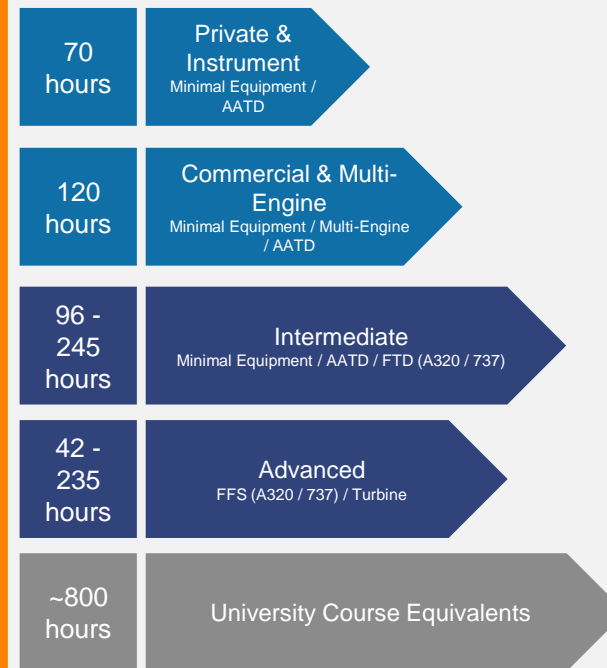 70
hours
Private &
Instrument
Minimal Equipment /
AATD
120
hours
Commercial & Multi-
Engine
Minimal Equipment / Multi-Engine
/ AATD
96 -
245
hours
Intermediate
Minimal Equipment / AATD / FTD (A320 / 737)
42 -
235
hours
Advanced
FFS (A320 / 737) / Turbine
~800
hours
University Course Equivalents